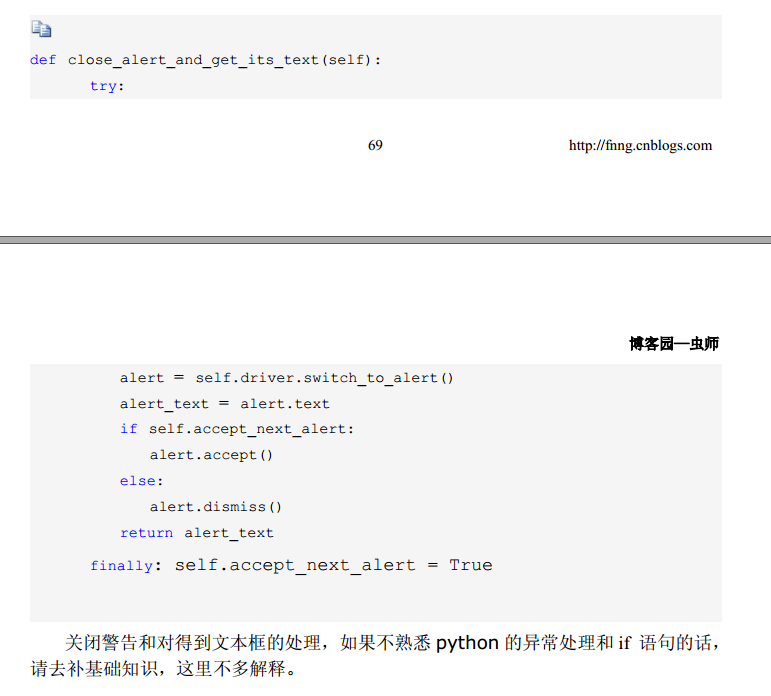 def close_alert_and_get_its_text(self):
try:
69 http://fnng.cnblogs.com
博客园—虫师
alert = self.driver.switch_to_alert()
alert_text = alert.text
if self.accept_next_alert:
alert.accept()
else:
alert.dismiss()
return alert_text
finally: self.accept_next_alert = True
关闭警告和对得到文本框的处理，如果不熟悉 python 的异常处理和 if 语句的话，
请去补基础知识，这里不多解释。